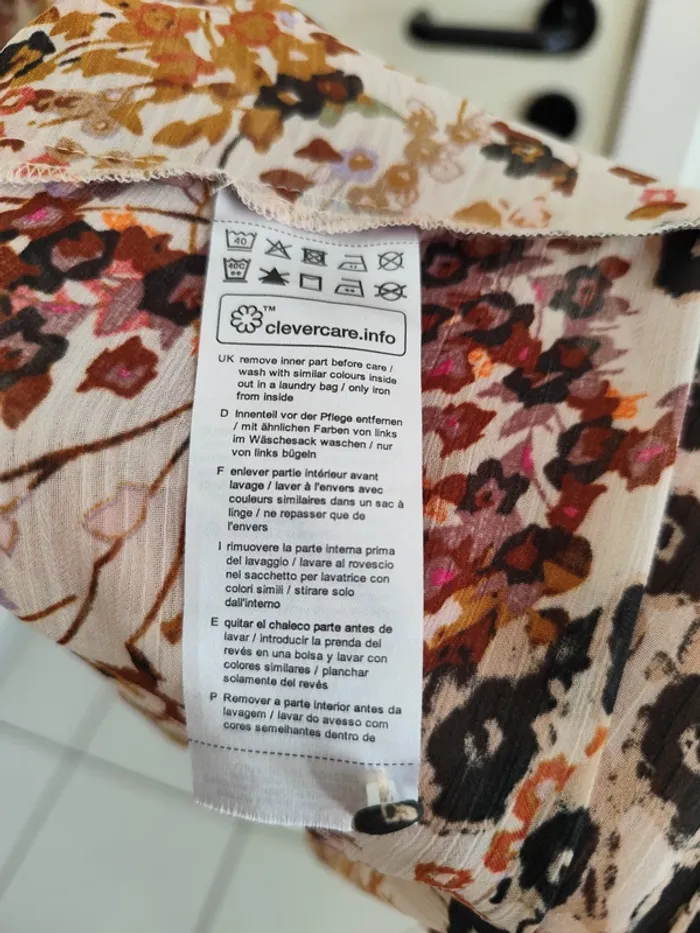 40
40C
TM
clevercare.info
UK remove inner part before care /
wash with similar colours inside
out in a laundry bag / only iron
from inside
D Innenteil vor der Pflege entfernen
/ mit ähnlichen Farben von links
im Wäschesack waschen / nur
von links bügeln
F enlever partie intérieur avant
lavage / laver à l'envers avec
couleurs similaires dans un sac à
linge / ne repasser que de
l'envers
I rimuovere la parte interna prima
del lavaggio / lavare al rovescio
nel sacchetto per lavatrice con
colori simili / stirare solo
dall'interno
E quitar el chaleco parte antes de
lavar / introducir la prenda del
revés en una bolsa y lavar con
colores similares / planchar
solamente del revés
P Remover a parte interior antes da
lavagem / lavar do avesso com
cores semelhantes dentro de